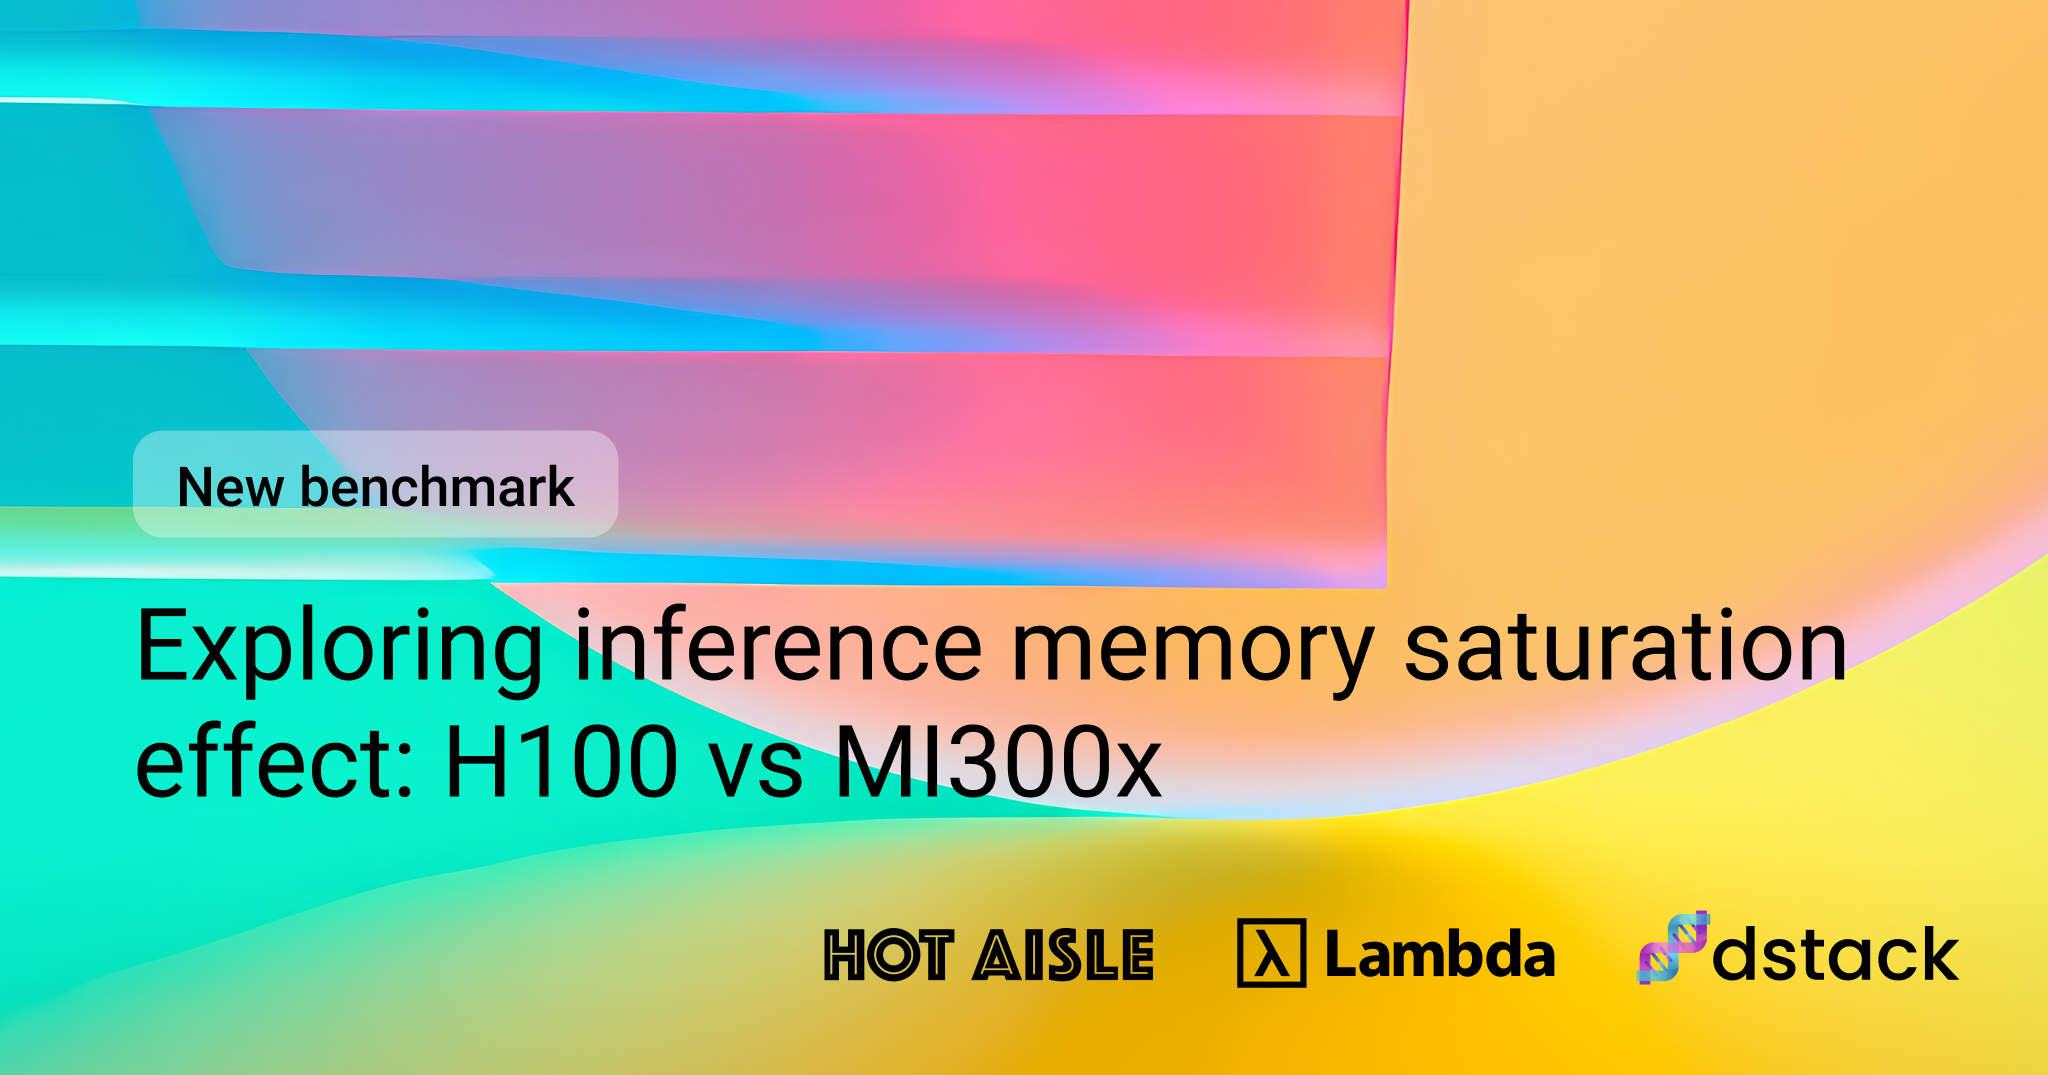 New benchmark
Exploring inference memory saturation
effect: H100 vs MI300x
HOT AISLE
λ Lambda
dstack